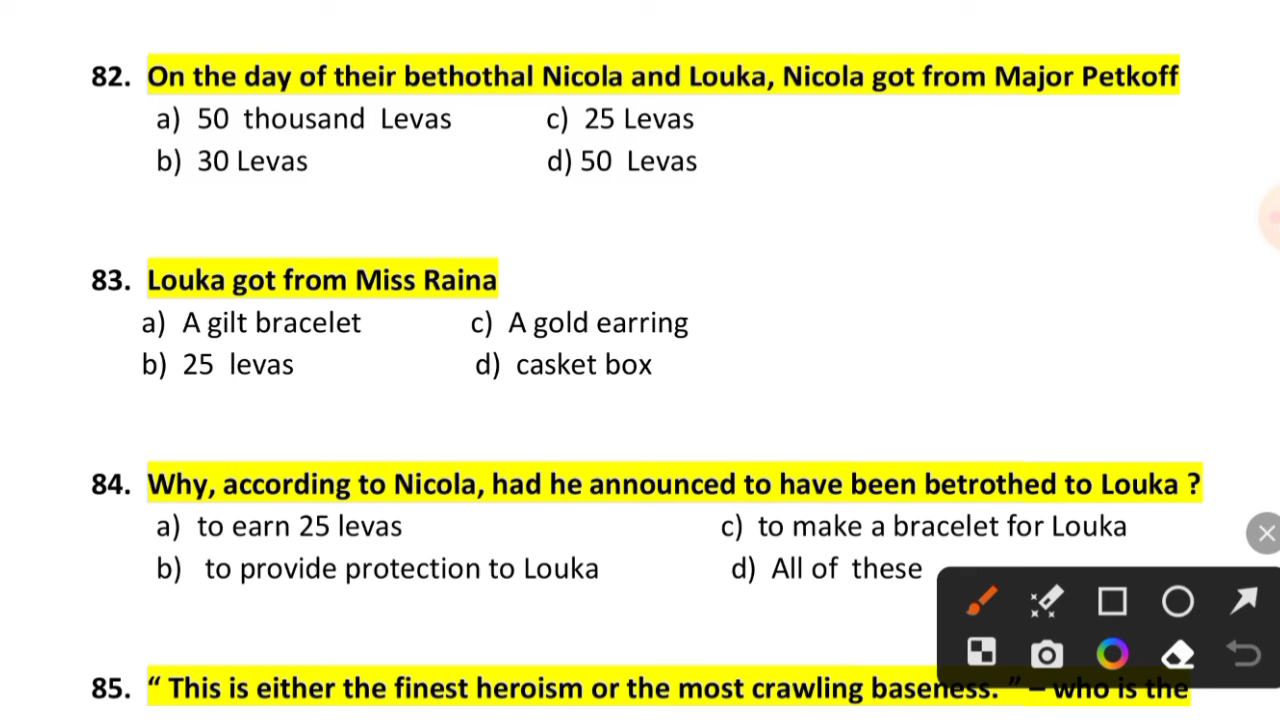 82. On the day of their bethothal Nicola and Louka, Nicola got from Major Petkoff
a) 50 thousand Levas c) 25 Levas
b) 30 Levas d) 50 Levas
83. Louka got from Miss Raina
a) A gilt bracelet c) A gold earring
b) 25 levas d) casket box
84. Why, according to Nicola, had he announced to have been betrothed to Louka ?
a) to earn 25 levas c) to make a bracelet for Louka
b) to provide protection to Louka d) All of these
85. “ This is either the finest heroism or the most crawling baseness. ” – who is the